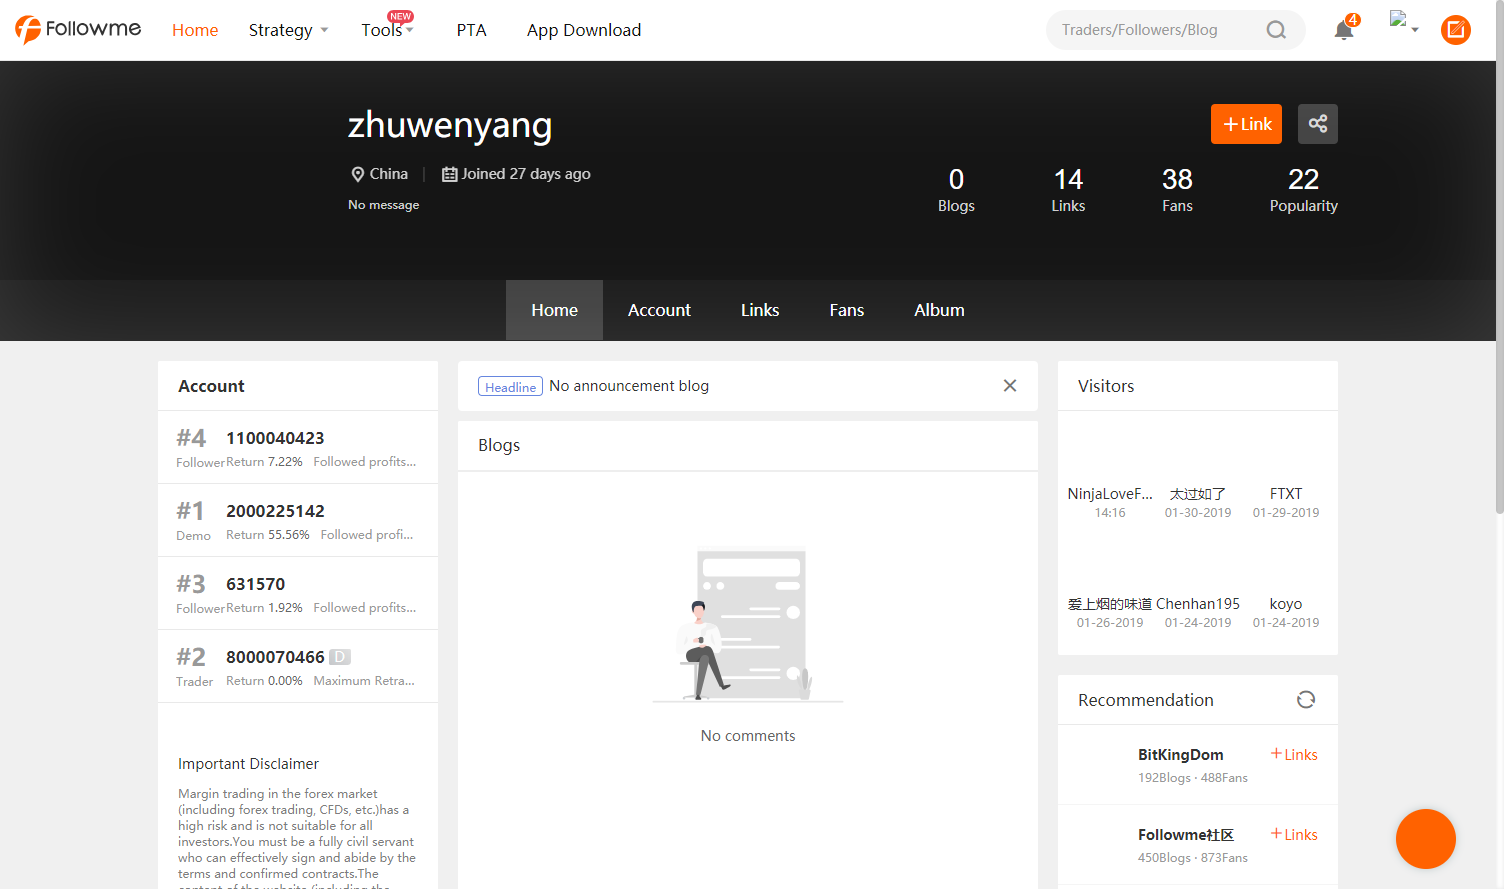 Followme
Home
Strategy
Tools
NEW
PTA
App Download
Traders/Followers/Blog
4
zhuwenyang
+Link
China
Joined 27 days ago
No message
0
Blogs
14
Links
38
Fans
22
Popularity
Home
Account
Links
Fans
Album
Account
#4
1100040423
Follower
Return 7.22% Followed profits...
#1
2000225142
Demo
Return 55.56% Followed profi...
#3
631570
Follower
Return 1.92% Followed profits...
#2
8000070466 D
Trader
Return 0.00% Maximum Retra...
Important Disclaimer
Margin trading in the forex market
(including forex trading, CFDs, etc.)has a
high risk and is not suitable for all
investors.You must be a fully civil servant
who can effectively sign and abide by the
terms and confirmed contracts.The
content of the website (including the
Headline No announcement blog
Blogs
No comments
Visitors
NinjaLoveF...
14:16
太过如了
01-30-2019
FTXT
01-29-2019
爱上烟的味道
01-26-2019
Chenhan195
01-24-2019
koyo
01-24-2019
Recommendation
BitKingDom
+Links
192Blogs · 488Fans
Followme社区
+Links
450Blogs · 873Fans